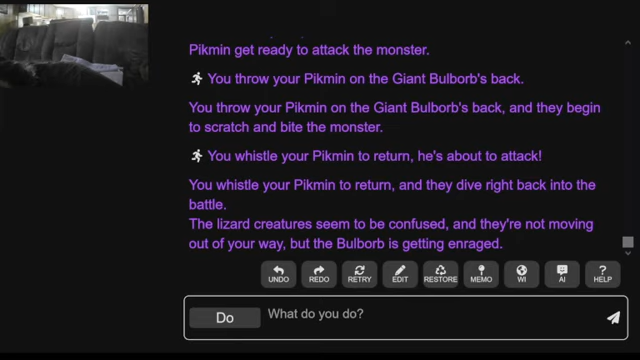 Pikmin get ready to attack the monster.
You throw your Pikmin on the Giant Bulborb's back.
You throw your Pikmin on the Giant Bulborb's back, and they begin
to scratch and bite the monster.
You whistle your Pikmin to return, he's about to attack!
You whistle your Pikmin to return, and they dive right back into the
battle.
The lizard creatures seem to be confused, and they're not moving
out of your way, but the Bulborb is getting enraged.
UNDO REDO RETRY EDIT RESTORE MEMO WI AI HELP
Do What do you do?